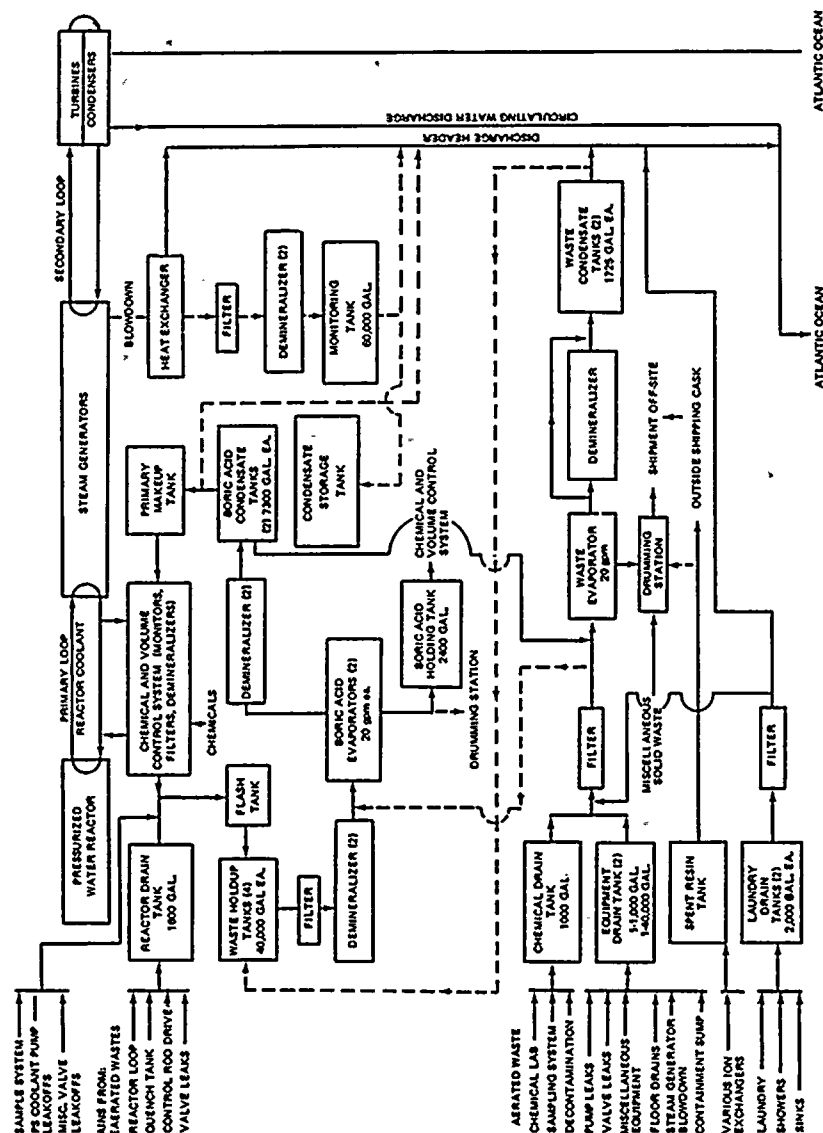 SAMPLE SYSTEM
PS COOLANT PUMP
LEAKOFFS
MISC. VALVE
LEAKOFFS
AINS FROM:
EAERATED WASTES
REACTOR LOOP
QUENCH TANK
CONTROL ROD DRIVE
VALVE LEAKS
PRESSURIZED
WATER REACTOR
PRIMARY LOOP
REACTOR COOLANT
STEAM GENERATORS
SECONDARY LOOP
TURBINES
CONDENSERS
REACTOR DRAIN
TANK
1600 GAL.
CHEMICAL AND VOLUME
CONTROL SYSTEM (MONITORS,
FILTERS, DEMINERALIZERS)
CHEMICALS
PRIMARY
MAKEUP
TANK
BLOWDOWN
HEAT EXCHANGER
FILTER
DEMINERALIZER (2)
MONITORING
TANK
60,000 GAL.
CIRCULATING WATER DISCHARGE
DISCHARGE HEADER
FLASH
TANK
WASTE HOLDUP
TANKS (4)
40,000 GAL EA.
FILTER
DEMINERALIZER (2)
DEMINERALIZER (2)
BORIC ACID
CONDENSATE
TANKS
(2) 7300 GAL. EA.
CONDENSATE
STORAGE
TANK
BORIC ACID
EVAPORATORS (2)
20 gpm ea.
BORIC ACID
HOLDING TANK
2400 GAL.
CHEMICAL AND
VOLUME CONTROL
SYSTEM
DRUMMING STATION
AERATED WASTE
CHEMICAL LAB
SAMPLING SYSTEM
DECONTAMINATION
PUMP LEAKS
VALVE LEAKS
MISCELLANEOUS
EQUIPMENT
FLOOR DRAINS
STEAM GENERATOR
BLOWDOWN
CONTAINMENT SUMP
VARIOUS ION
EXCHANGERS
LAUNDRY
SHOWERS
SINKS
CHEMICAL DRAIN
TANK
1000 GAL.
EQUIPMENT
DRAIN TANK (2)
1-40,000 GAL.
FILTER
WASTE
EVAPORATOR
20 gpm
DEMINERALIZER
WASTE
CONDENSATE
TANKS (2)
1725 GAL. EA.
MISCELLANEOUS
SOLID WASTE
DRUMMING
STATION
SHIPMENT OFF-SITE
SPENT RESIN
TANK
OUTSIDE SHIPPING CASK
LAUNDRY
DRAIN
TANKS (2)
2,000 GAL. EA.
FILTER
ATLANTIC OCEAN
ATLANTIC OCEAN